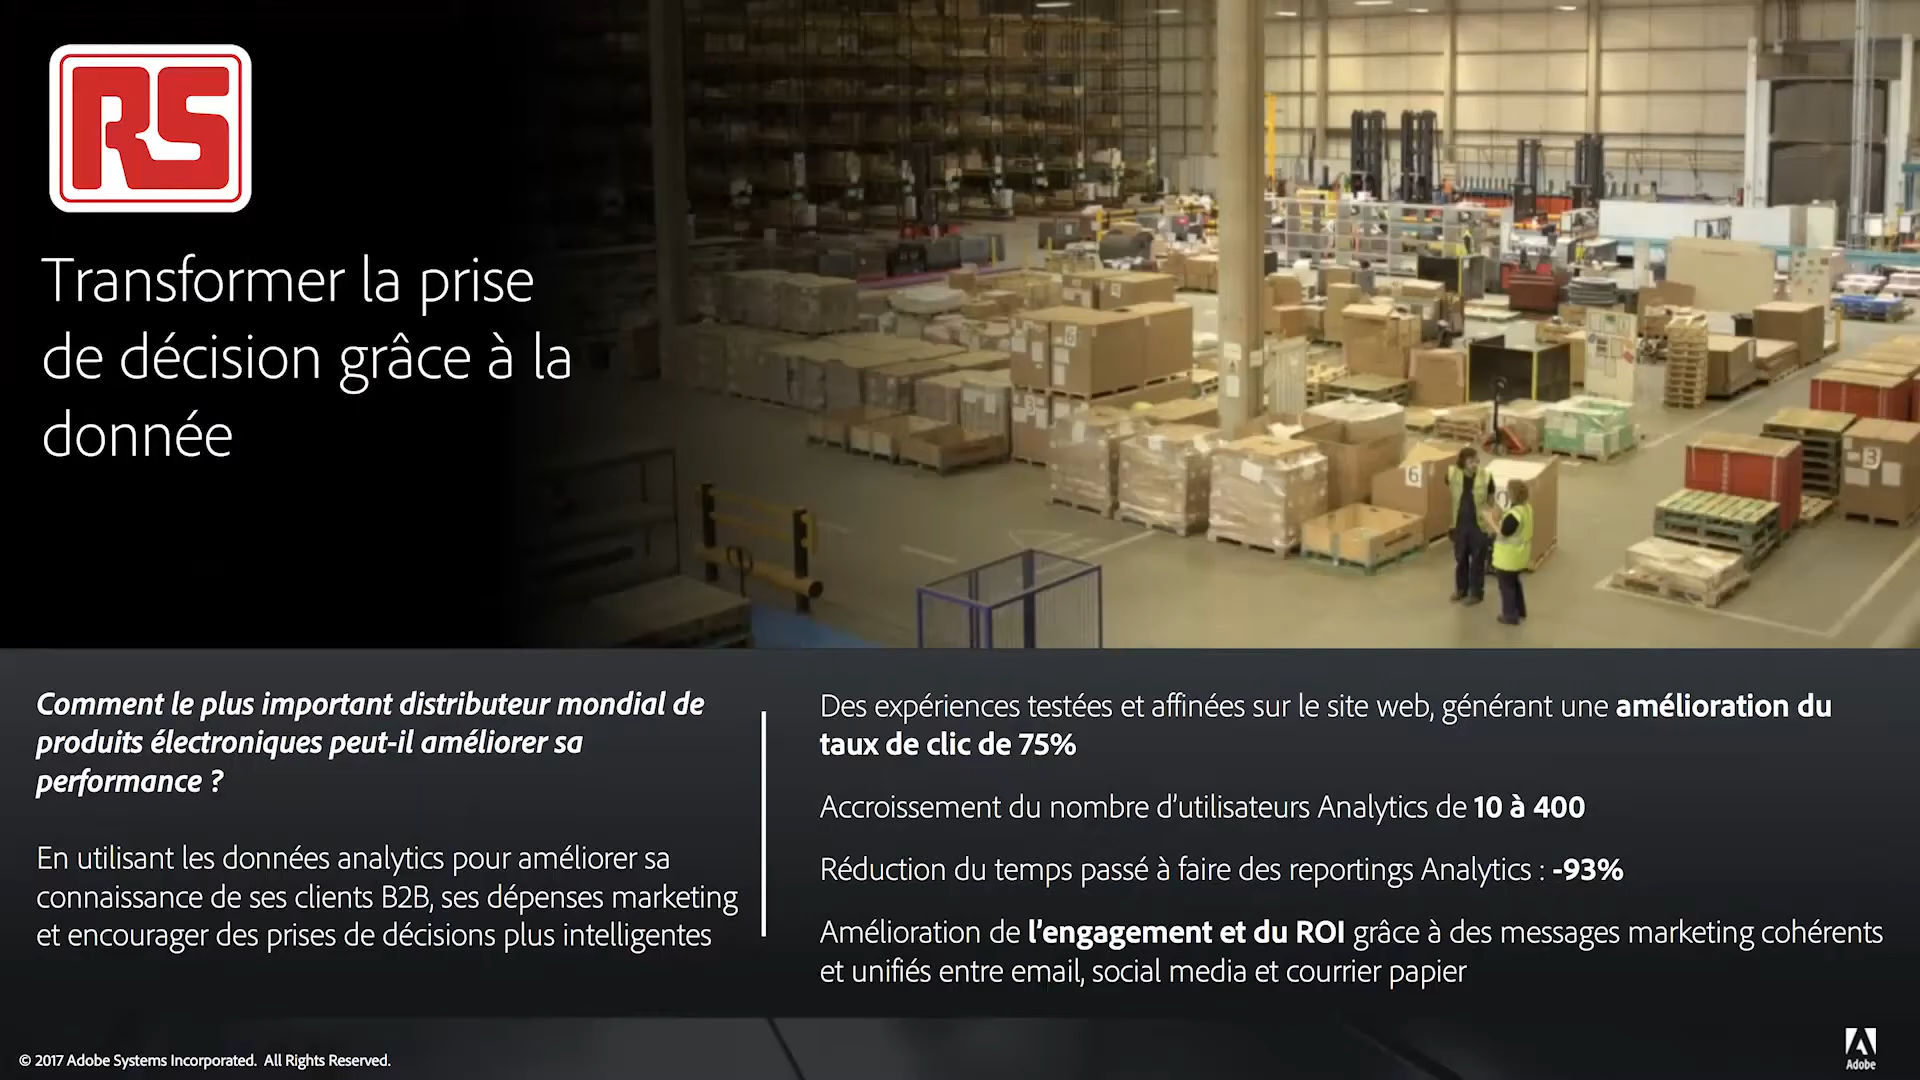 RS
Transformer la prise
de décision grâce à la
donnée
6
3
6
3
Comment le plus important distributeur mondial de
produits électroniques peut-il améliorer sa
performance ?
En utilisant les données analytics pour améliorer sa
connaissance de ses clients B2B, ses dépenses marketing
et encourager des prises de décisions plus intelligentes
Des expériences testées et affinées sur le site web, générant une amélioration du
taux de clic de 75%
Accroissement du nombre d’utilisateurs Analytics de 10 à 400
Réduction du temps passé à faire des reportings Analytics : -93%
Amélioration de l’engagement et du ROI grâce à des messages marketing cohérents
et unifiés entre email, social media et courrier papier
© 2017 Adobe Systems Incorporated. All Rights Reserved.
Adobe